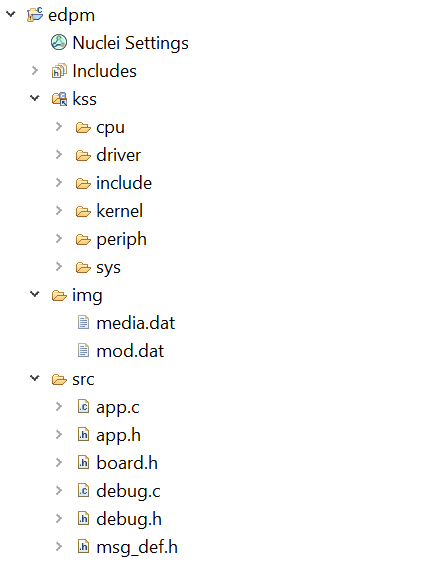 edpm
Nuclei Settings
Includes
kss
cpu
driver
include
kernel
periph
sys
img
media.dat
mod.dat
src
app.c
app.h
board.h
debug.c
debug.h
msg_def.h